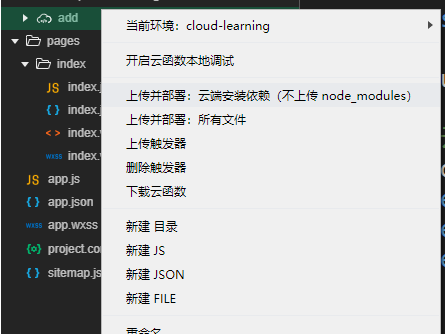 add
pages
index
JS index.j
{ } index.j
< > index.
wxss index.
JS app.js
{ } app.json
wxss app.wxss
{o} project.co
{ } sitemap.js
当前环境：cloud-learning
开启云函数本地调试
上传并部署：云端安装依赖（不上传 node_modules）
上传并部署：所有文件
上传触发器
删除触发器
下载云函数
新建 目录
新建 JS
新建 JSON
新建 FILE